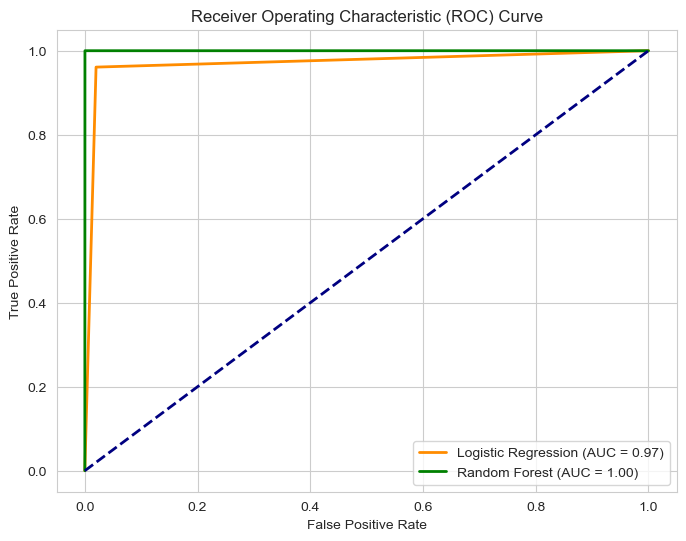 Receiver Operating Characteristic (ROC) Curve
1.0
0.8
0.6
0.4
0.2
0.0
True Positive Rate
0.0 0.2 0.4 0.6 0.8 1.0
False Positive Rate
Logistic Regression (AUC = 0.97)
Random Forest (AUC = 1.00)